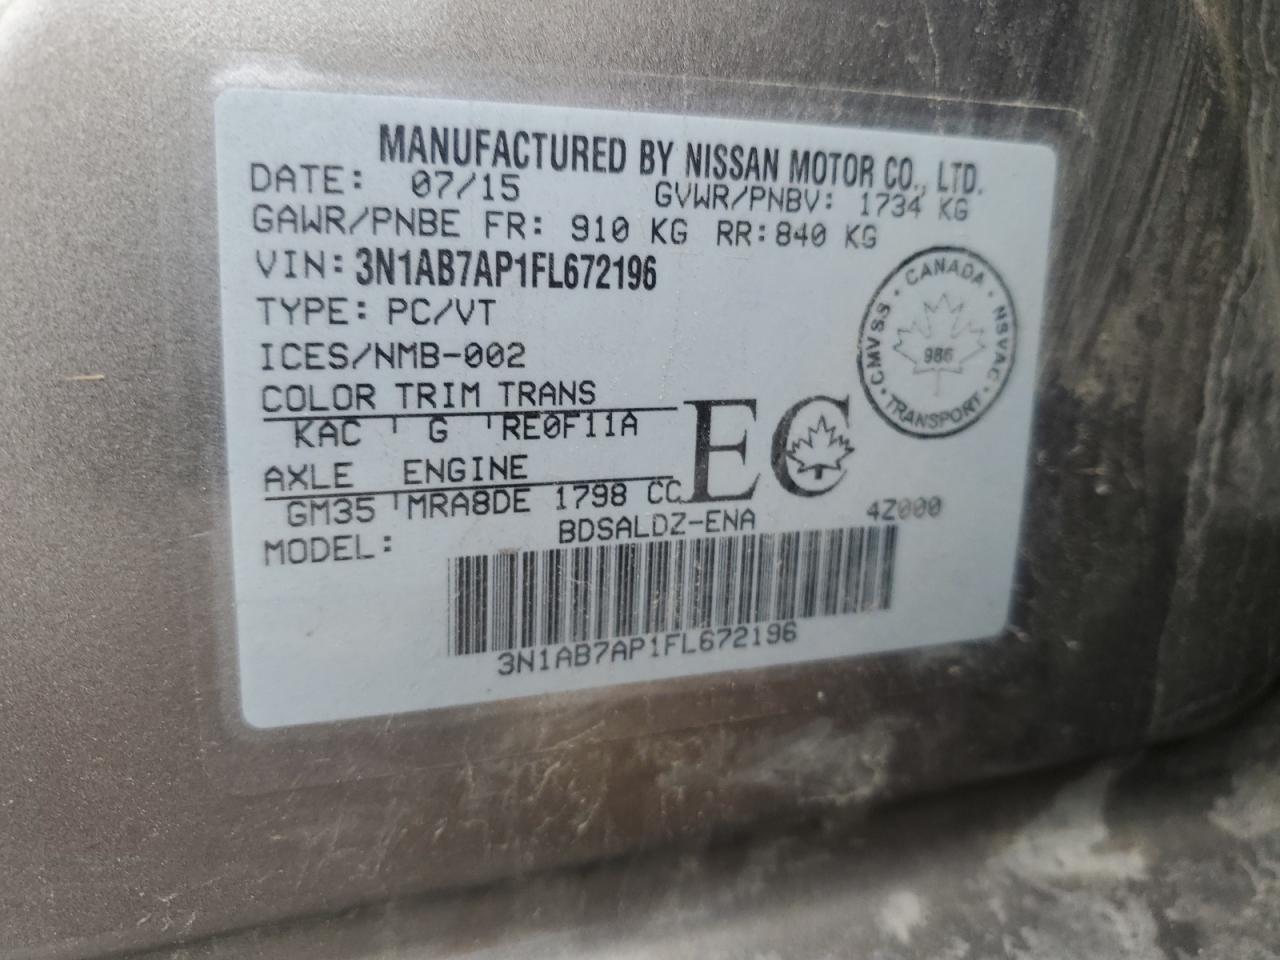 MANUFACTURED BY NISSAN MOTOR CO., LTD.
DATE: 07/15 GVWR/PNBV: 1734 KG
GAWR/PNBE FR: 910 KG RR: 840 KG
VIN: 3N1AB7AP1FL672196
TYPE: PC/VT
ICES/NMB-002
COLOR TRIM TRANS
KAC G RE0F11A
AXLE ENGINE
GM35 MRA8DE 1798 CC
EC
CANADA · NSVAC · TRANSPORT · CMVSS
986
MODEL: BDSALDZ-ENA 4Z000
3N1AB7AP1FL672196